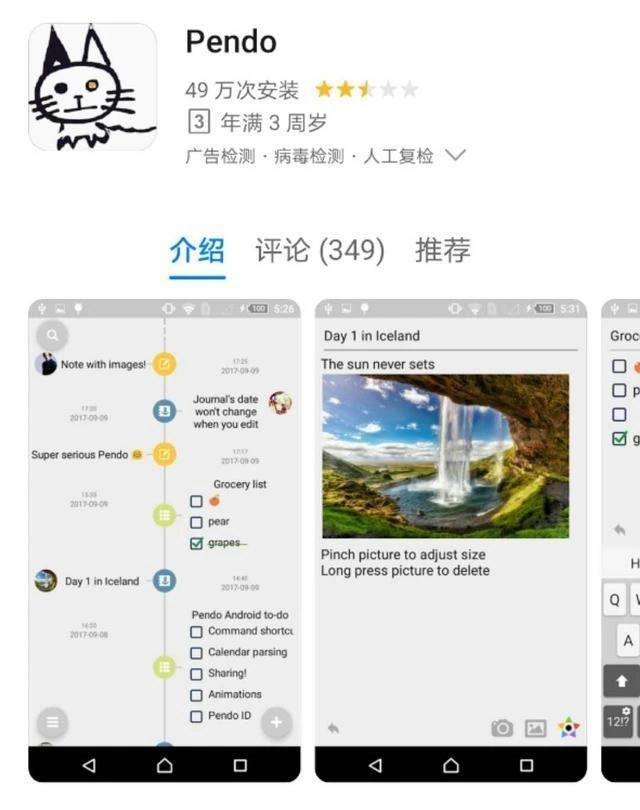 Pendo
49 万次安装
3 年满 3 周岁
广告检测 · 病毒检测 · 人工复检
介绍 评论 (349) 推荐
100 5:26
Note with images!
17:25
2017-09-09
Journal's date
won't change
when you edit
17:20
2017-09-09
Super serious Pendo
17:17
2017-09-09
Grocery list
15:35
2017-09-09
pear
grapes
Day 1 in Iceland
14:40
2017-09-09
Pendo Android to-do
16:20
2017-09-08
Command shortcu
Calendar parsing
Sharing!
Animations
Pendo ID
100 5:31
Day 1 in Iceland
The sun never sets
Pinch picture to adjust size
Long press picture to delete
Groc
p
g
H
Q
A
12!?